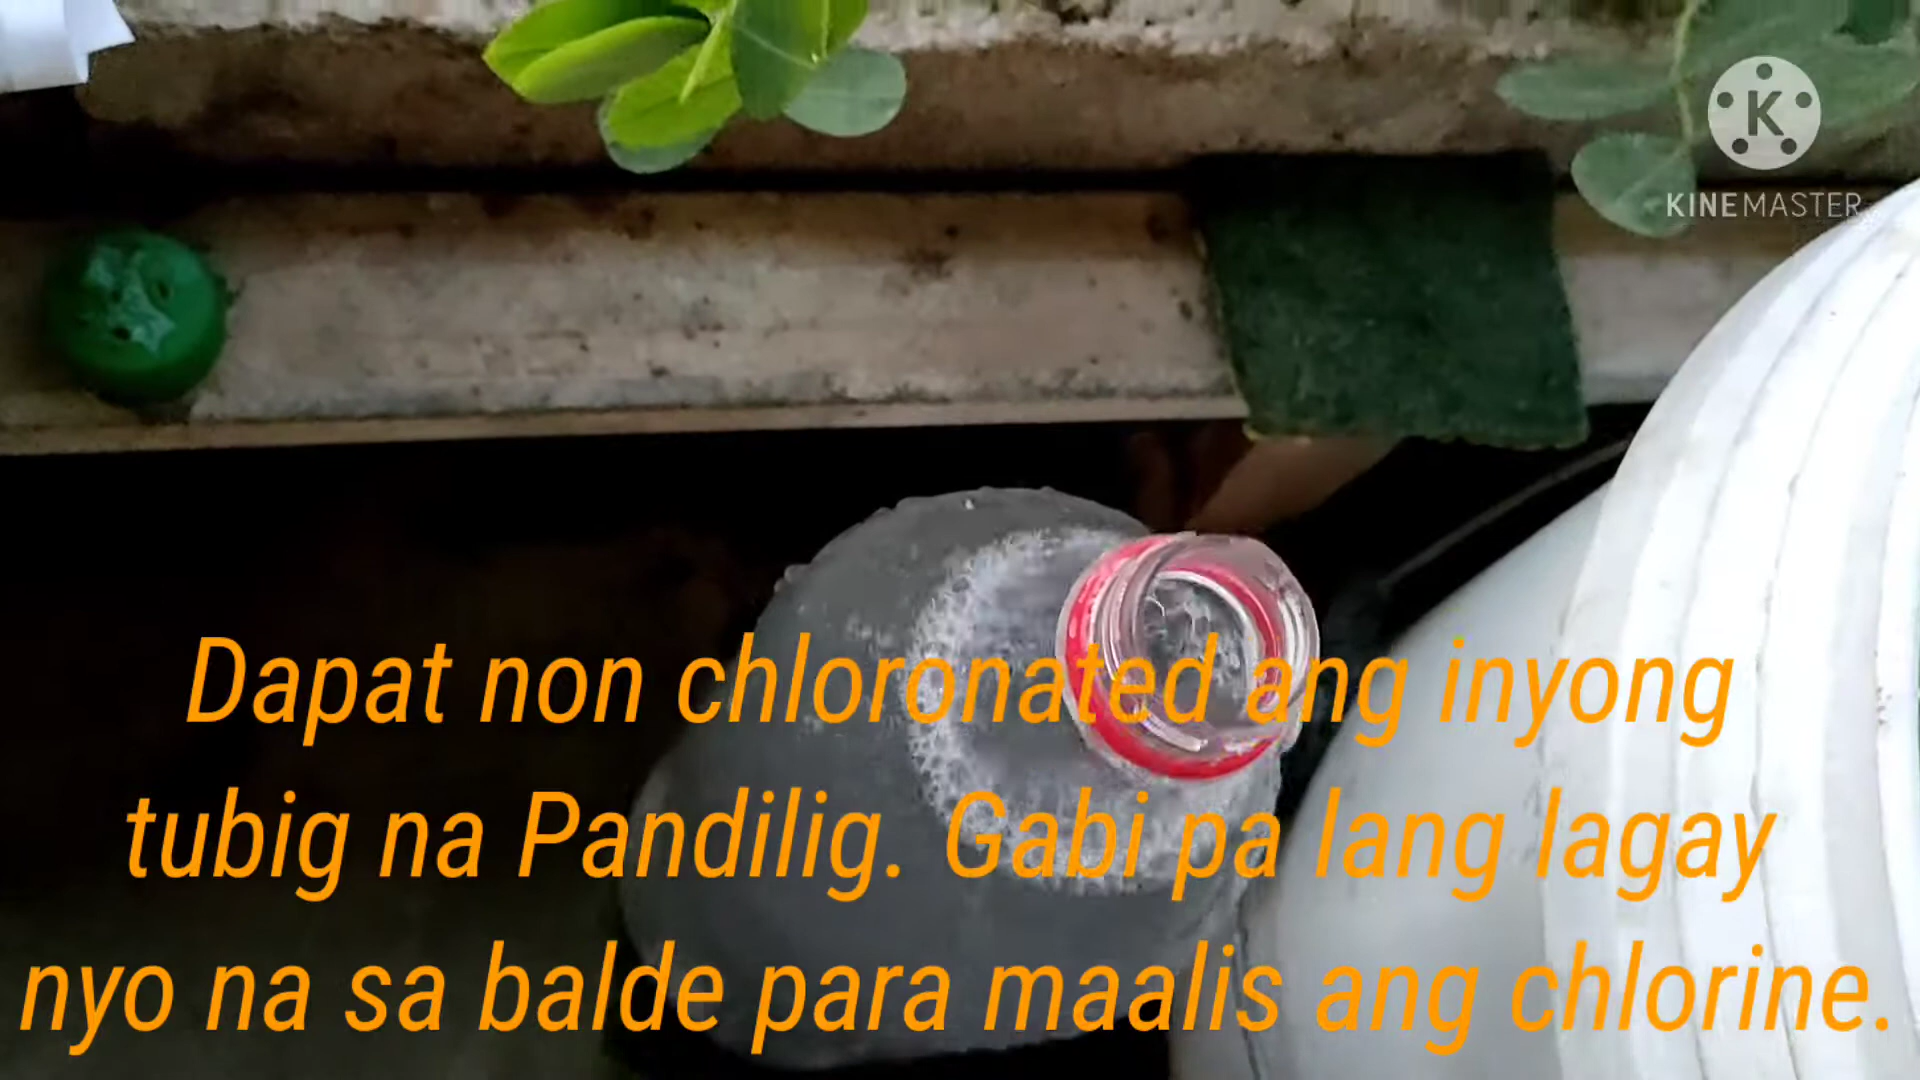 K
KINEMASTER
Dapat non chloronated ang inyong
tubig na Pandilig. Gabi pa lang lagay
nyo na sa balde para maalis ang chlorine.